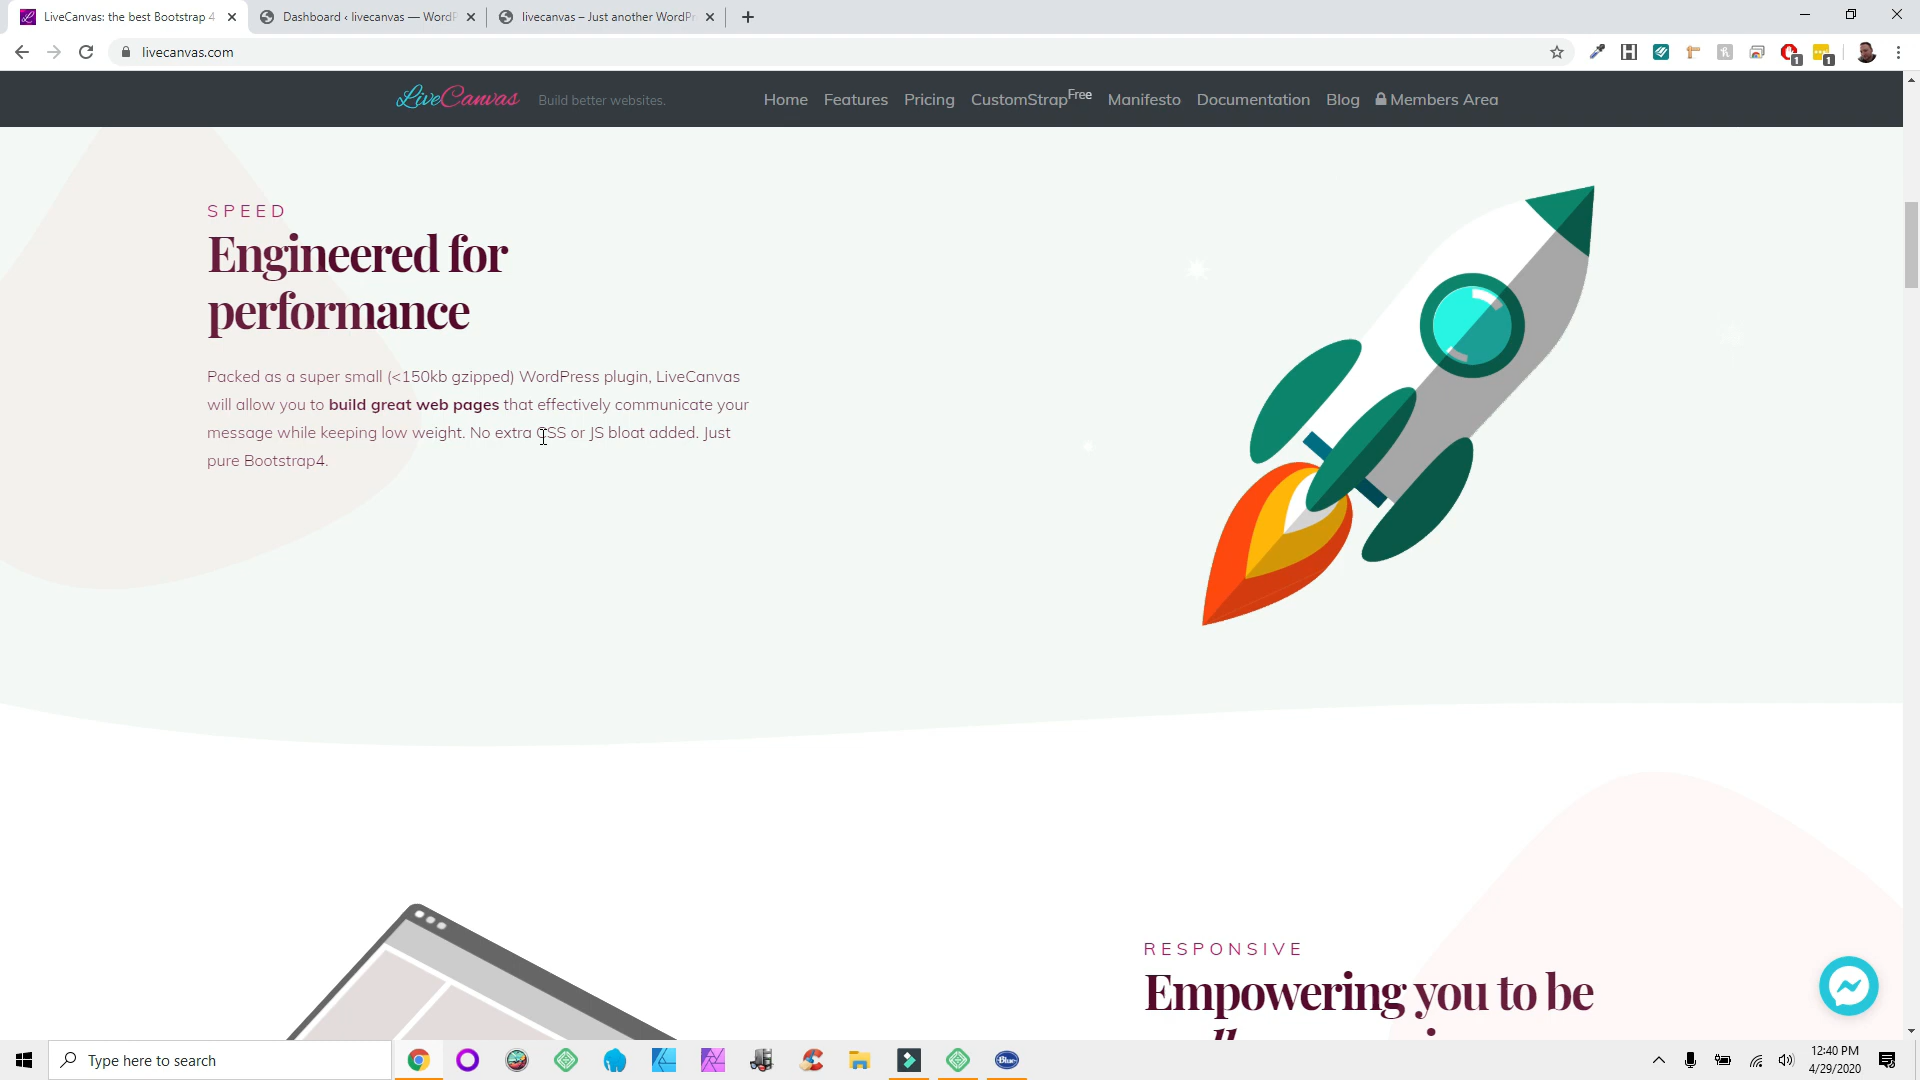 LiveCanvas: the best Bootstrap 4
Dashboard ‹ livecanvas — WordP
livecanvas – Just another WordPr
livecanvas.com
1
1
LiveCanvas
Build better websites.
Home
Features
Pricing
CustomStrapFree
Manifesto
Documentation
Blog
Members Area
SPEED
Engineered for
performance
Packed as a super small (<150kb gzipped) WordPress plugin, LiveCanvas
will allow you to build great web pages that effectively communicate your
message while keeping low weight. No extra CSS or JS bloat added. Just
pure Bootstrap4.
RESPONSIVE
Empowering you to be
Type here to search
Blue
12:40 PM
4/29/2020